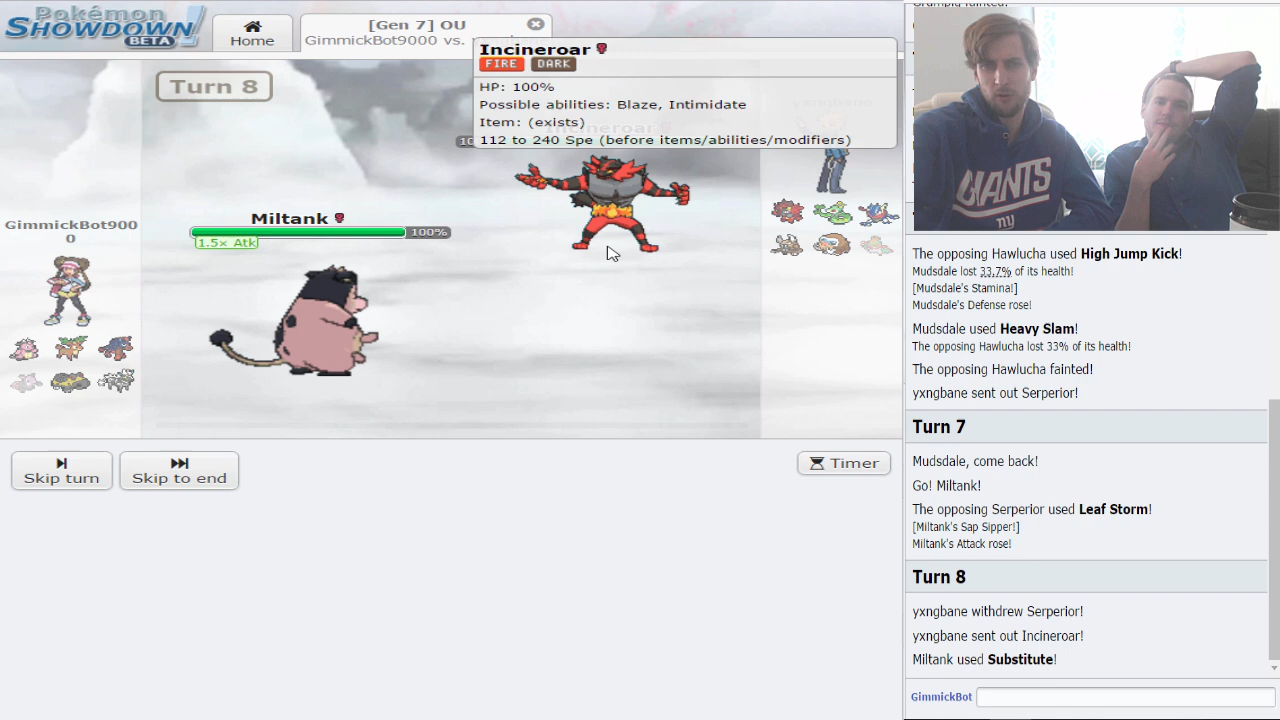 Pokémon
SHOWDOWN!
BETA
Home
[Gen 7] OU
GimmickBot9000 vs.
Incineroar
FIRE DARK
HP: 100%
Possible abilities: Blaze, Intimidate
Item: (exists)
112 to 240 Spe (before items/abilities/modifiers)
Turn 8
GimmickBot900
0
Miltank
100%
1.5× Atk
Skip turn
Skip to end
Timer
GIANTS
ny
The opposing Hawlucha used High Jump Kick!
Mudsdale lost 33.7% of its health!
[Mudsdale's Stamina!]
Mudsdale's Defense rose!
Mudsdale used Heavy Slam!
The opposing Hawlucha lost 33% of its health!
The opposing Hawlucha fainted!
yxngbane sent out Serperior!
Turn 7
Mudsdale, come back!
Go! Miltank!
The opposing Serperior used Leaf Storm!
[Miltank's Sap Sipper!]
Miltank's Attack rose!
Turn 8
yxngbane withdrew Serperior!
yxngbane sent out Incineroar!
Miltank used Substitute!
GimmickBot